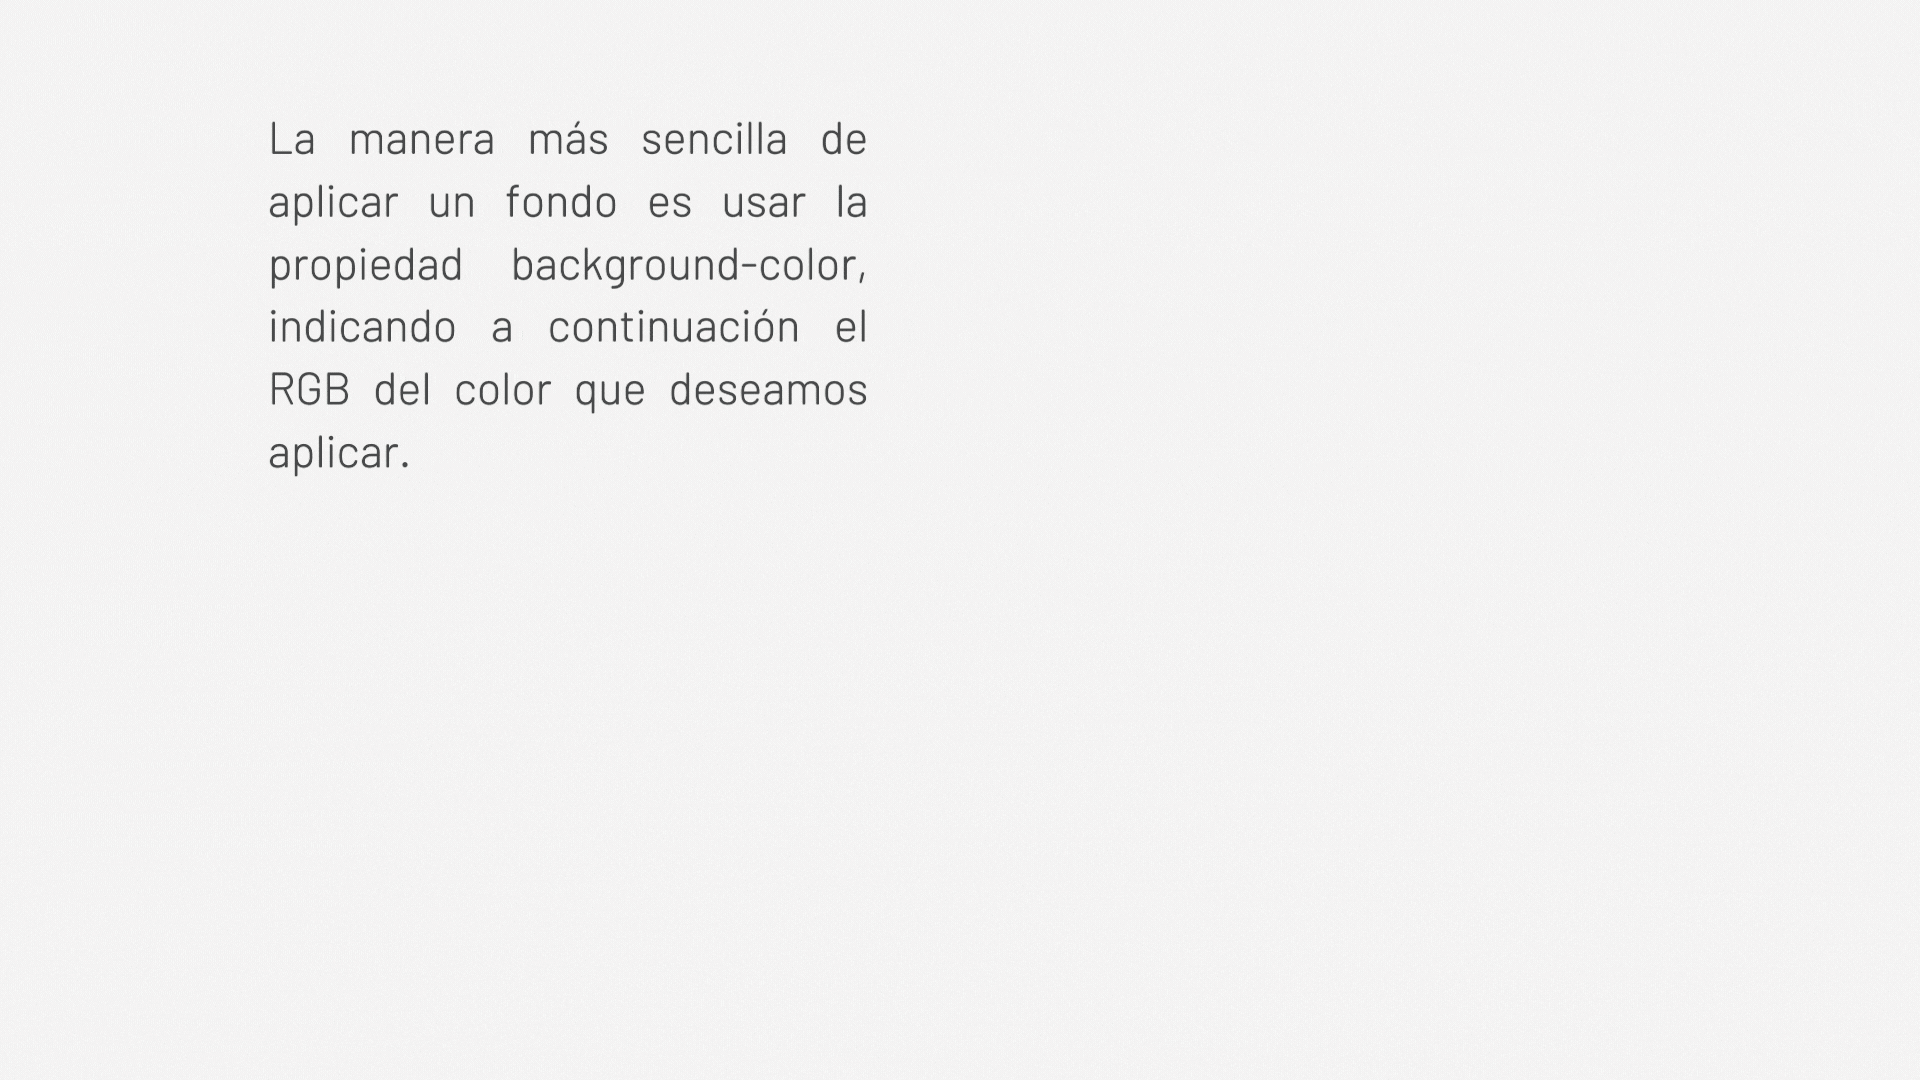 La manera más sencilla de
aplicar un fondo es usar la
propiedad background-color,
indicando a continuación el
RGB del color que deseamos
aplicar.